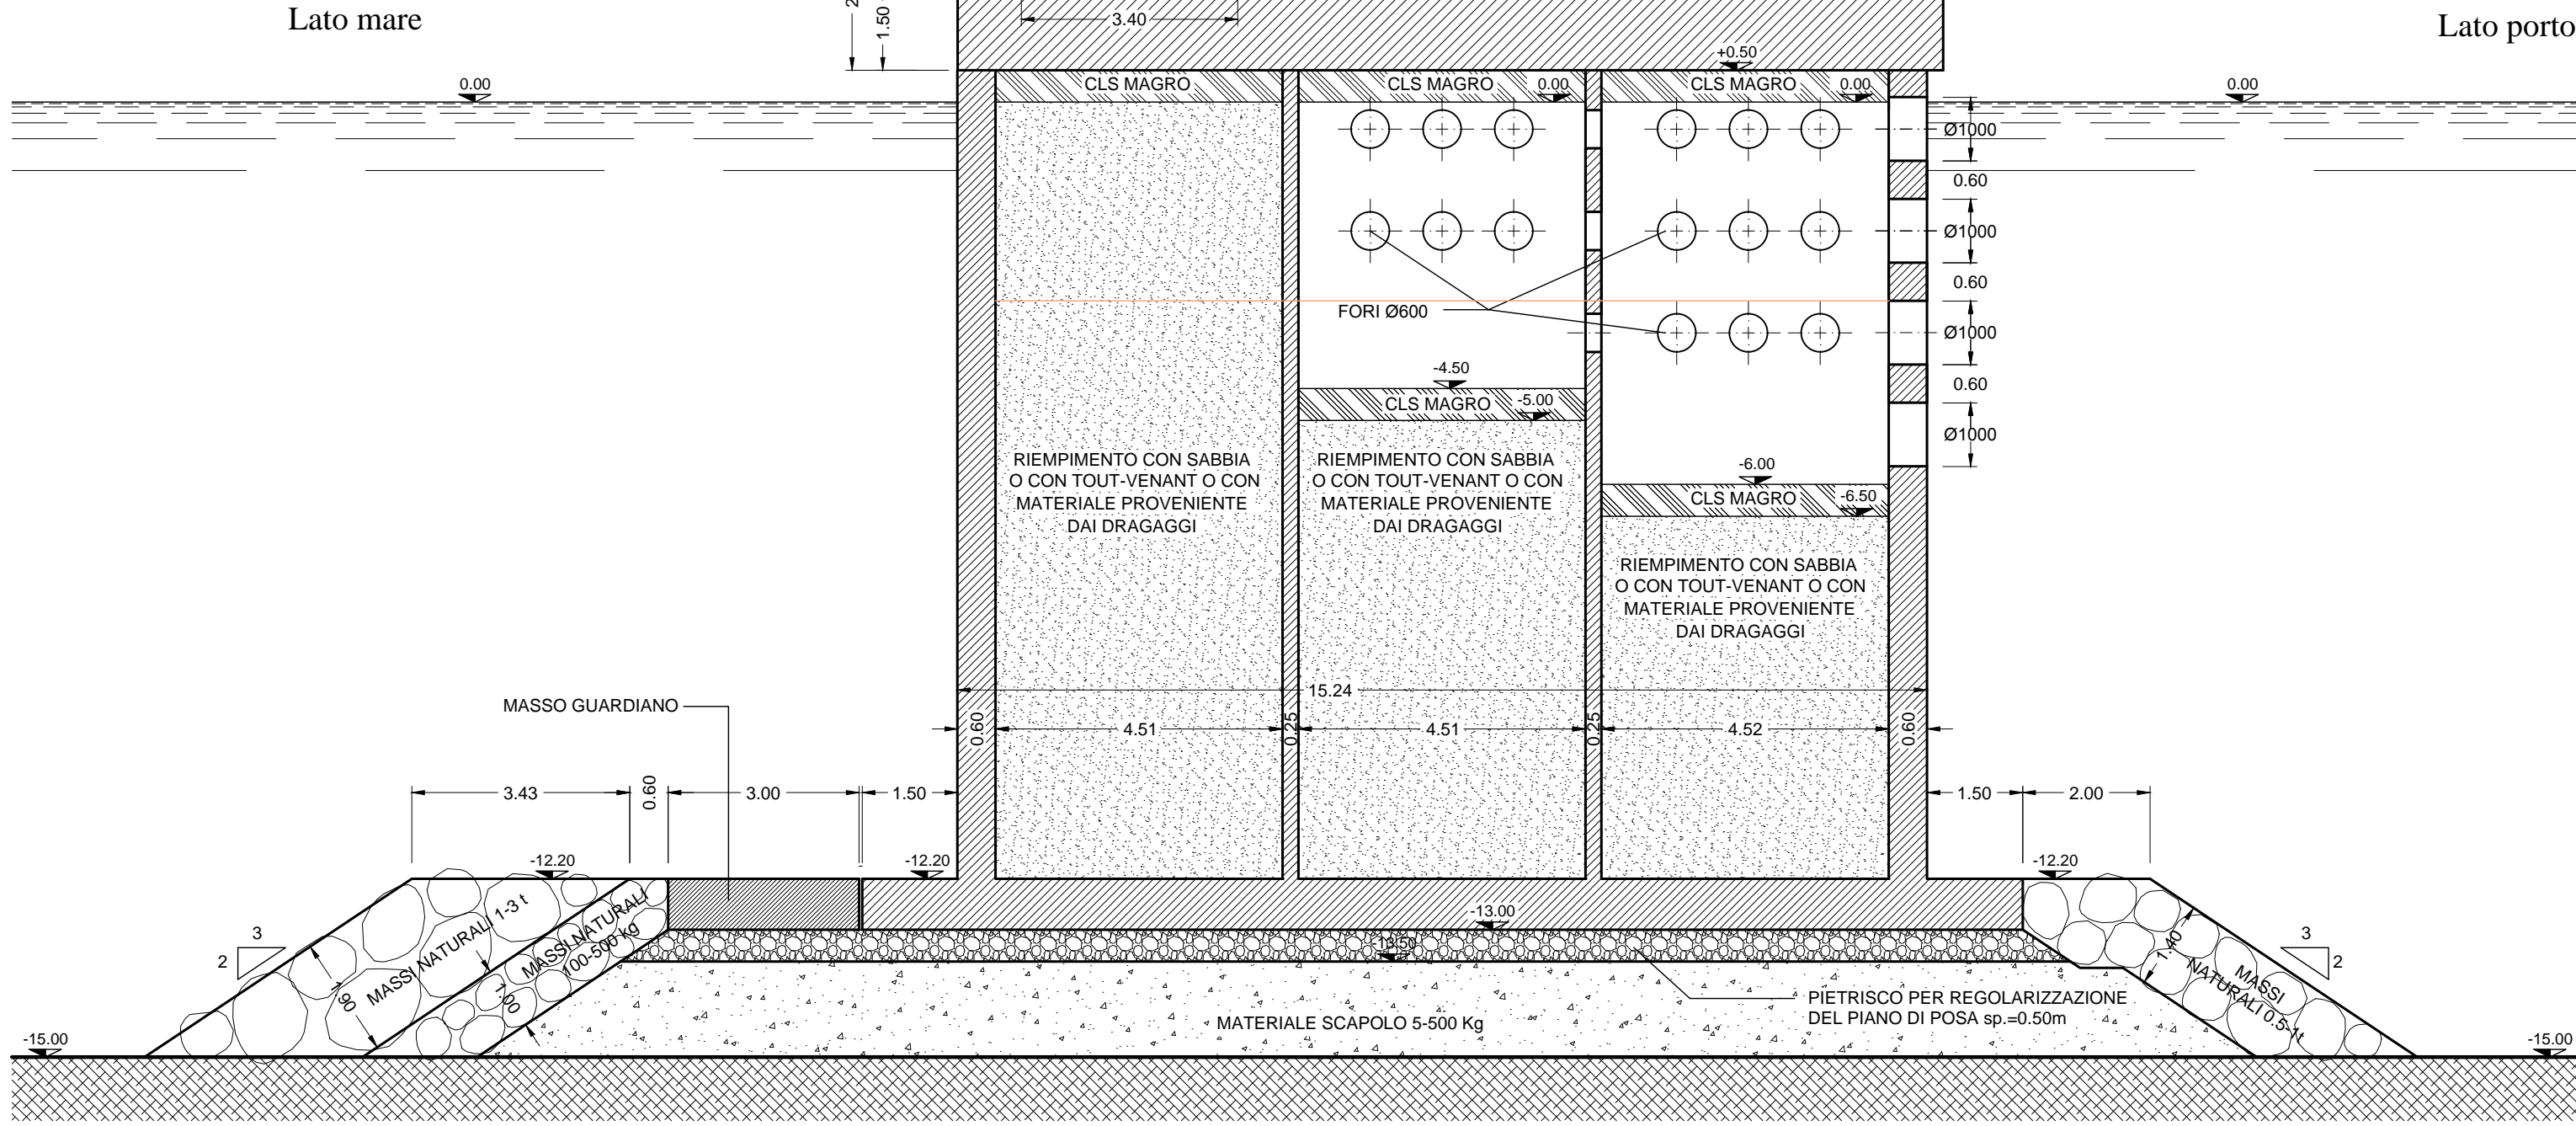 Lato mare
2
1.50
3.40
Lato porto
+0.50
0.00
CLS MAGRO
CLS MAGRO
0.00
CLS MAGRO
0.00
0.00
Ø1000
0.60
Ø1000
0.60
Ø1000
0.60
Ø1000
FORI Ø600
-4.50
CLS MAGRO
-5.00
-6.00
CLS MAGRO
-6.50
RIEMPIMENTO CON SABBIA
O CON TOUT-VENANT O CON
MATERIALE PROVENIENTE
DAI DRAGAGGI
RIEMPIMENTO CON SABBIA
O CON TOUT-VENANT O CON
MATERIALE PROVENIENTE
DAI DRAGAGGI
RIEMPIMENTO CON SABBIA
O CON TOUT-VENANT O CON
MATERIALE PROVENIENTE
DAI DRAGAGGI
15.24
MASSO GUARDIANO
0.60
4.51
0.25
4.51
0.25
4.52
0.60
3.43
0.60
3.00
1.50
1.50
2.00
-12.20
-12.20
-12.20
-13.00
-13.50
3
2
MASSI NATURALI 1-3 t
1.90
MASSI NATURALI
100-500 kg
1.00
3
2
1.40
MASSI
NATURALI 0.5-1t
PIETRISCO PER REGOLARIZZAZIONE
DEL PIANO DI POSA sp.=0.50m
MATERIALE SCAPOLO 5-500 Kg
-15.00
-15.00